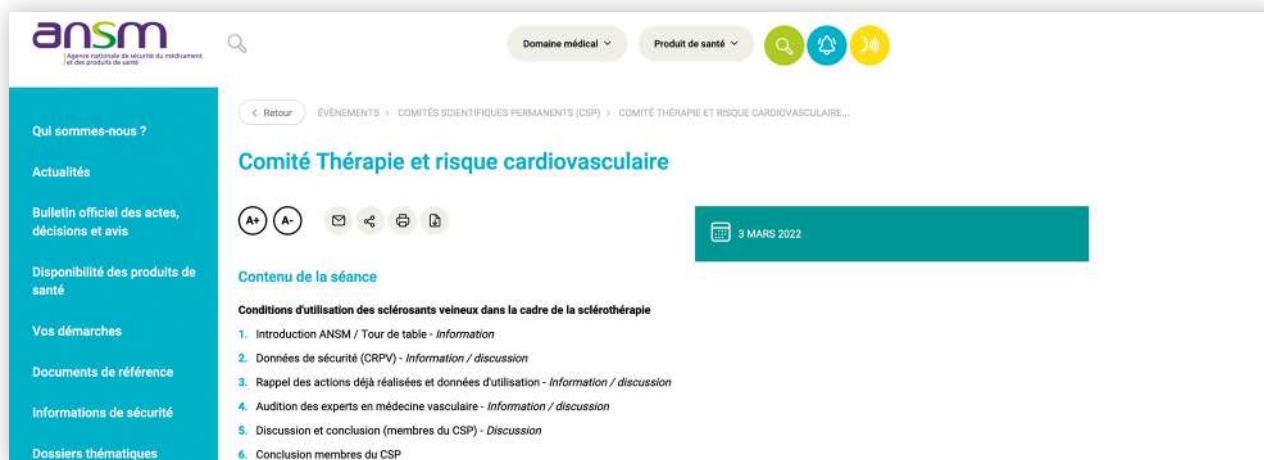 ansm
Agence nationale de sécurité du médicament
et des produits de santé
Domaine médical
Produit de santé
Retour
ÉVÈNEMENTS > COMITÉS SCIENTIFIQUES PERMANENTS (CSP) > COMITÉ THÉRAPIE ET RISQUE CARDIOVASCULAIRE...
Qui sommes-nous ?
Actualités
Bulletin officiel des actes,
décisions et avis
Disponibilité des produits de
santé
Vos démarches
Documents de référence
Informations de sécurité
Dossiers thématiques
Comité Thérapie et risque cardiovasculaire
A+ A-
3 MARS 2022
Contenu de la séance
Conditions d'utilisation des sclérosants veineux dans le cadre de la sclérothérapie
1. Introduction ANSM / Tour de table - Information
2. Données de sécurité (CRPV) - Information / discussion
3. Rappel des actions déjà réalisées et données d'utilisation - Information / discussion
4. Audition des experts en médecine vasculaire - Information / discussion
5. Discussion et conclusion (membres du CSP) - Discussion
6. Conclusion membres du CSP